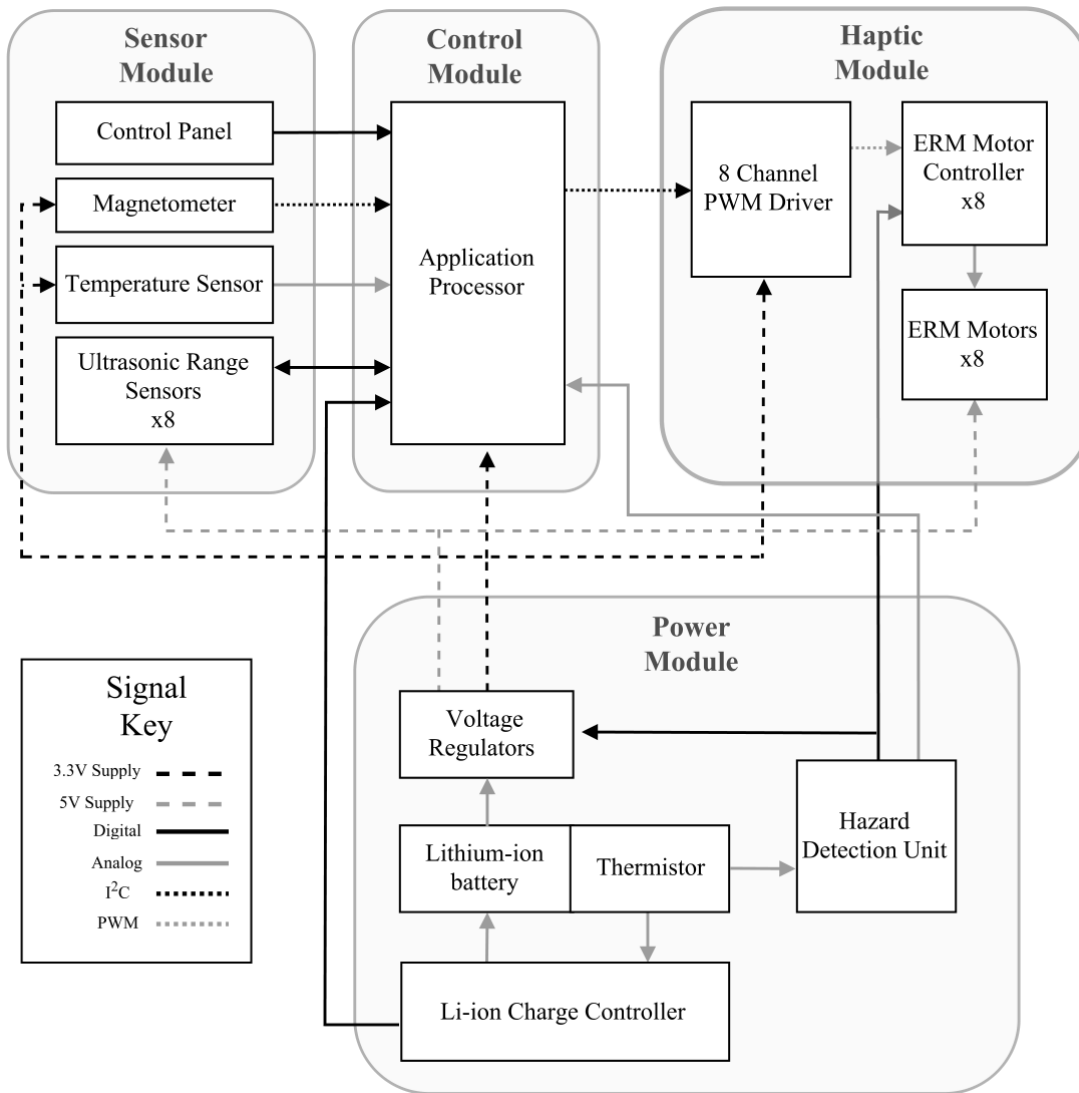 Sensor
Module
Control Panel
Magnetometer
Temperature Sensor
Ultrasonic Range
Sensors
x8
Control
Module
Application
Processor
Haptic
Module
8 Channel
PWM Driver
ERM Motor
Controller
x8
ERM Motors
x8
Power
Module
Voltage
Regulators
Lithium-ion
battery
Thermistor
Hazard
Detection Unit
Li-ion Charge Controller
Signal
Key
3.3V Supply
5V Supply
Digital
Analog
I²C
PWM